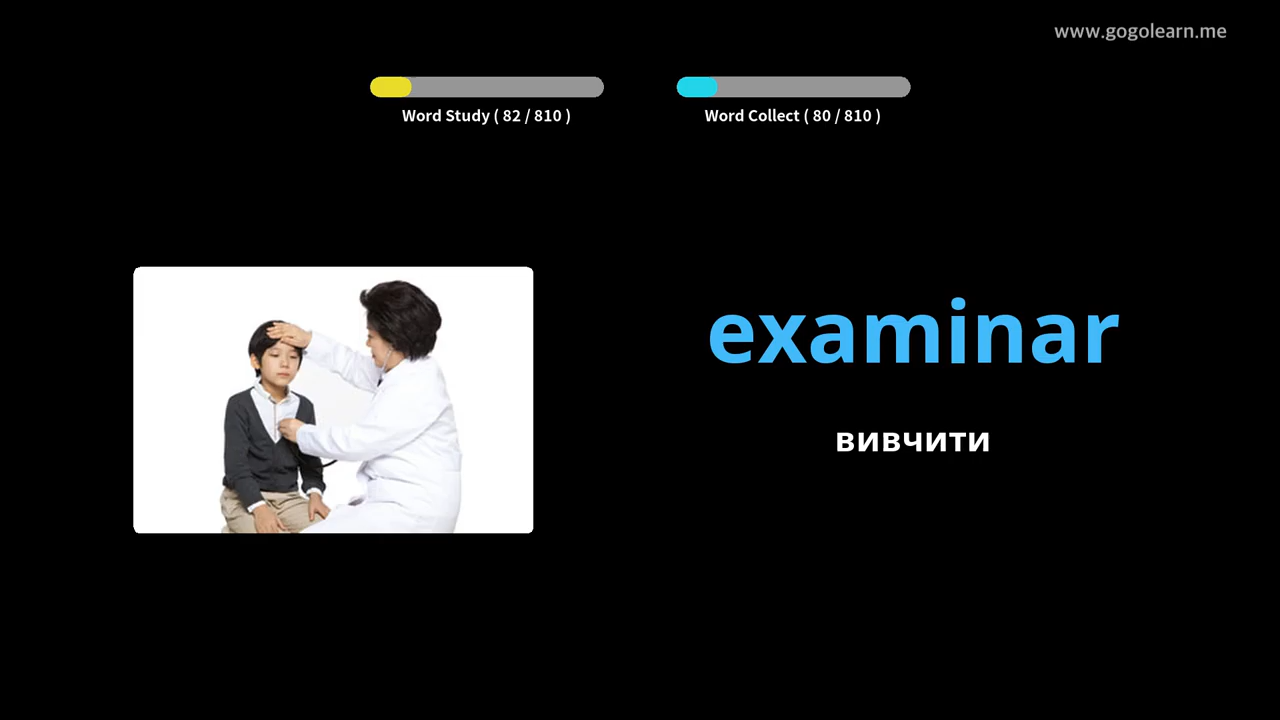 www.gogolearn.me
Word Study ( 82 / 810 )
Word Collect ( 80 / 810 )
examinar
вивчити